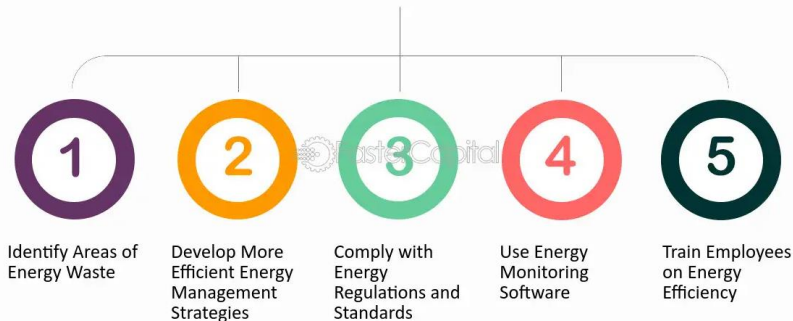 1
2
3
4
5
FasterCapital
Identify Areas of
Energy Waste
Develop More
Efficient Energy
Management
Strategies
Comply with
Energy
Regulations and
Standards
Use Energy
Monitoring
Software
Train Employees
on Energy
Efficiency